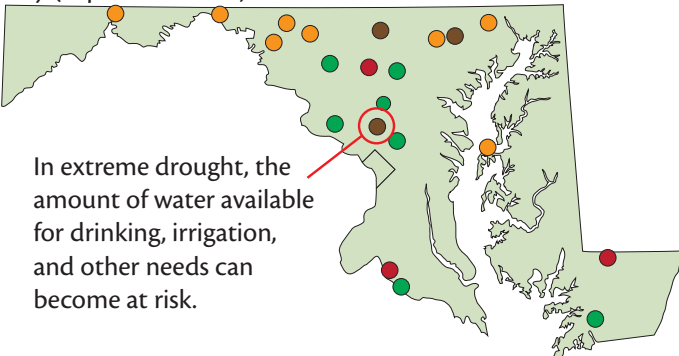 In extreme drought, the
amount of water available
for drinking, irrigation,
and other needs can
become at risk.